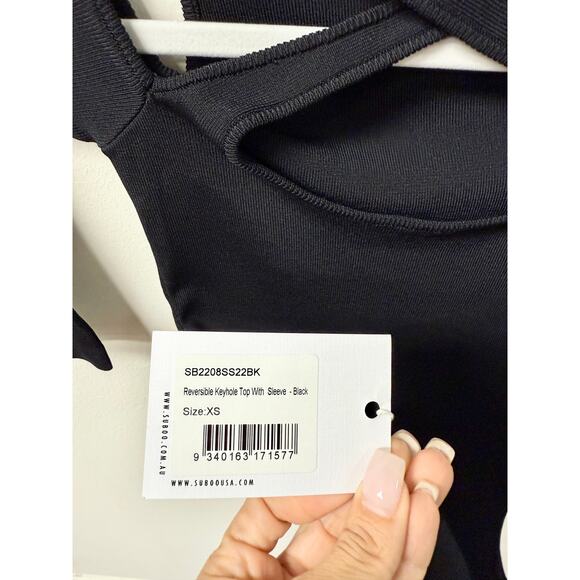 SB2208SS22BK
Reversible Keyhole Top With Sleeve - Black
Size:XS
9 340163 171577
WWW.SUBOO.COM.AU
WWW.SUBOOUSA.COM